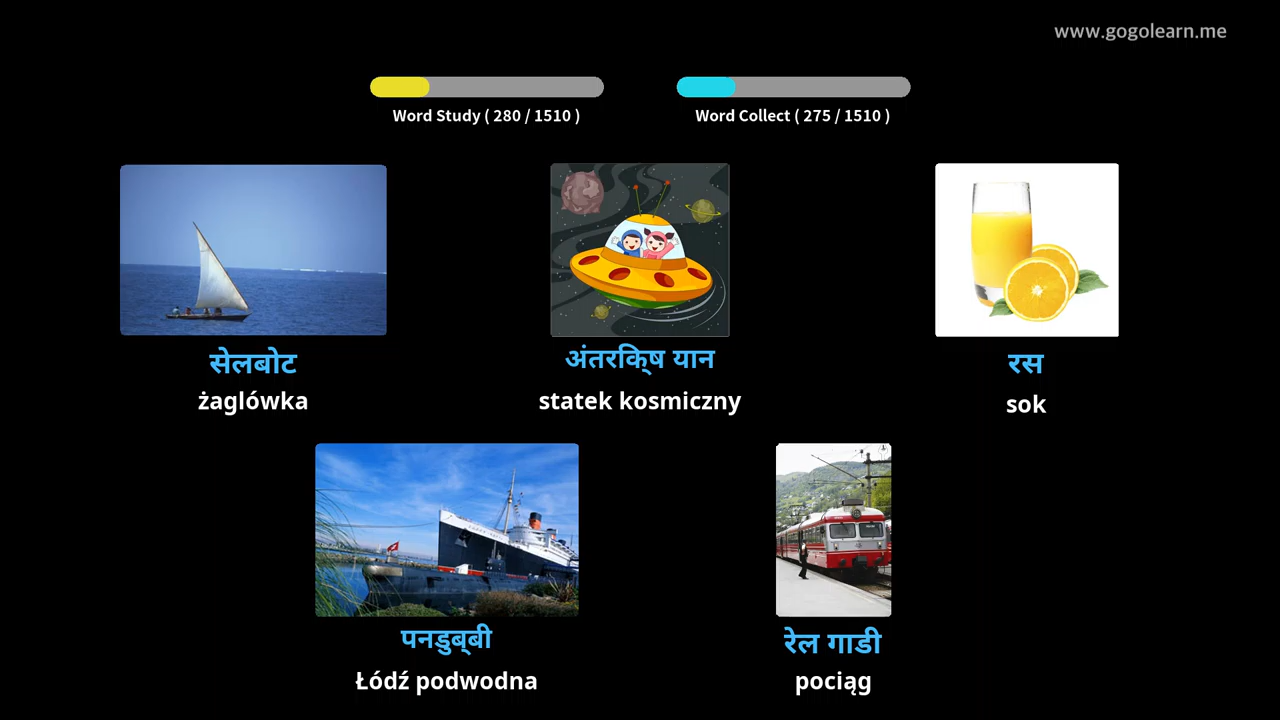 www.gogolearn.me
Word Study ( 280 / 1510 )
Word Collect ( 275 / 1510 )
सेलबोट
żaglówka
अंतरक्षि यान
statek kosmiczny
रस
sok
पनडुब्बी
Łódź podwodna
रेल गाडी
pociąg